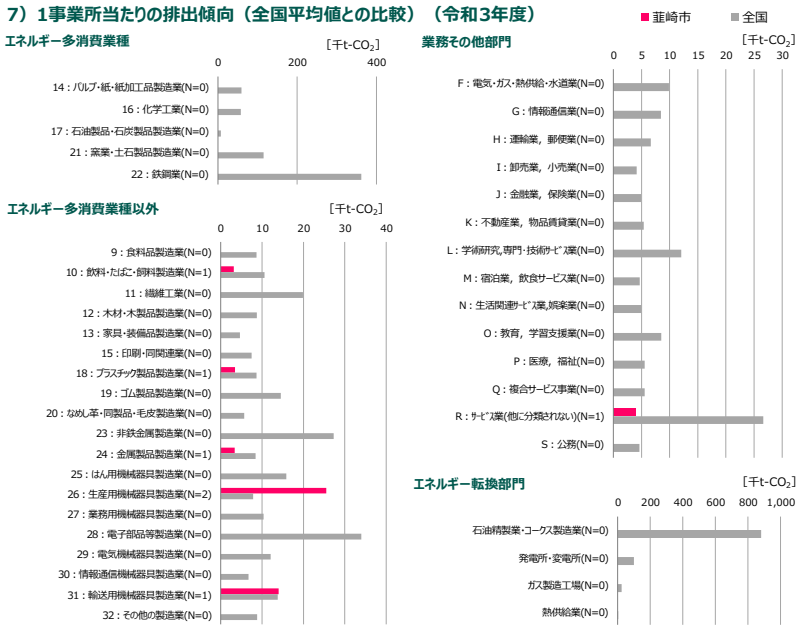 7）1事業所当たりの排出傾向（全国平均値との比較）（令和3年度）
韮崎市 全国
エネルギー多消費業種
[千t-CO₂]
0 200 400
14：パルプ・紙・紙加工品製造業(N=0)
16：化学工業(N=0)
17：石油製品・石炭製品製造業(N=0)
21：窯業・土石製品製造業(N=0)
22：鉄鋼業(N=0)
エネルギー多消費業種以外
[千t-CO₂]
0 10 20 30 40
9：食料品製造業(N=0)
10：飲料・たばこ・飼料製造業(N=1)
11：繊維工業(N=0)
12：木材・木製品製造業(N=0)
13：家具・装備品製造業(N=0)
15：印刷・同関連業(N=0)
18：プラスチック製品製造業(N=1)
19：ゴム製品製造業(N=0)
20：なめし革・同製品・毛皮製造業(N=0)
23：非鉄金属製造業(N=0)
24：金属製品製造業(N=1)
25：はん用機械器具製造業(N=0)
26：生産用機械器具製造業(N=2)
27：業務用機械器具製造業(N=0)
28：電子部品等製造業(N=0)
29：電気機械器具製造業(N=0)
30：情報通信機械器具製造業(N=0)
31：輸送用機械器具製造業(N=1)
32：その他の製造業(N=0)
業務その他部門
[千t-CO₂]
0 5 10 15 20 25 30
F：電気・ガス・熱供給・水道業(N=0)
G：情報通信業(N=0)
H：運輸業，郵便業(N=0)
I：卸売業，小売業(N=0)
J：金融業，保険業(N=0)
K：不動産業，物品賃貸業(N=0)
L：学術研究,専門・技術ｻｰﾋﾞｽ業(N=0)
M：宿泊業，飲食サービス業(N=0)
N：生活関連ｻｰﾋﾞｽ業,娯楽業(N=0)
O：教育，学習支援業(N=0)
P：医療，福祉(N=0)
Q：複合サービス事業(N=0)
R：ｻｰﾋﾞｽ業(他に分類されない)(N=1)
S：公務(N=0)
エネルギー転換部門
[千t-CO₂]
0 200 400 600 800 1,000
石油精製業・コークス製造業(N=0)
発電所・変電所(N=0)
ガス製造工場(N=0)
熱供給業(N=0)